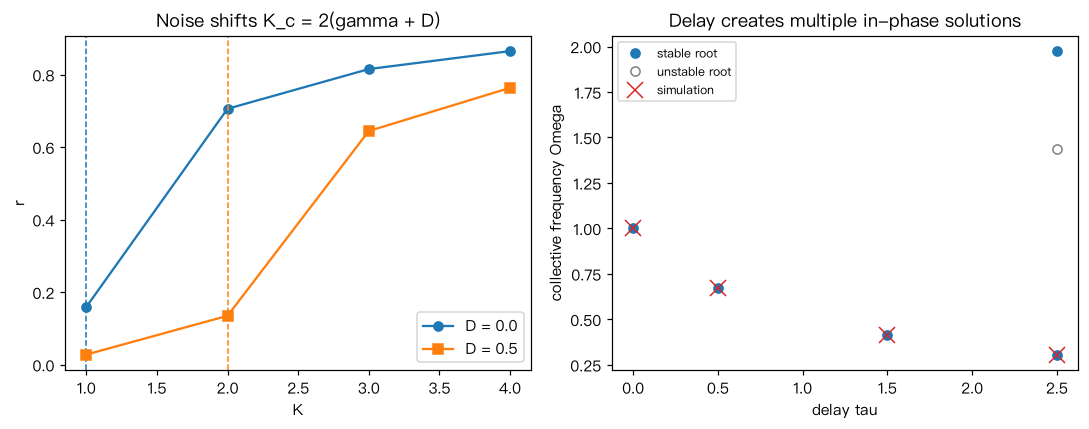 Noise shifts K_c = 2(gamma + D)
r
0.8
0.6
0.4
0.2
0.0
1.0 1.5 2.0 2.5 3.0 3.5 4.0
K
D = 0.0
D = 0.5
Delay creates multiple in−phase solutions
collective frequency Omega
2.00
1.75
1.50
1.25
1.00
0.75
0.50
0.25
0.0 0.5 1.0 1.5 2.0 2.5
delay tau
stable root
unstable root
simulation